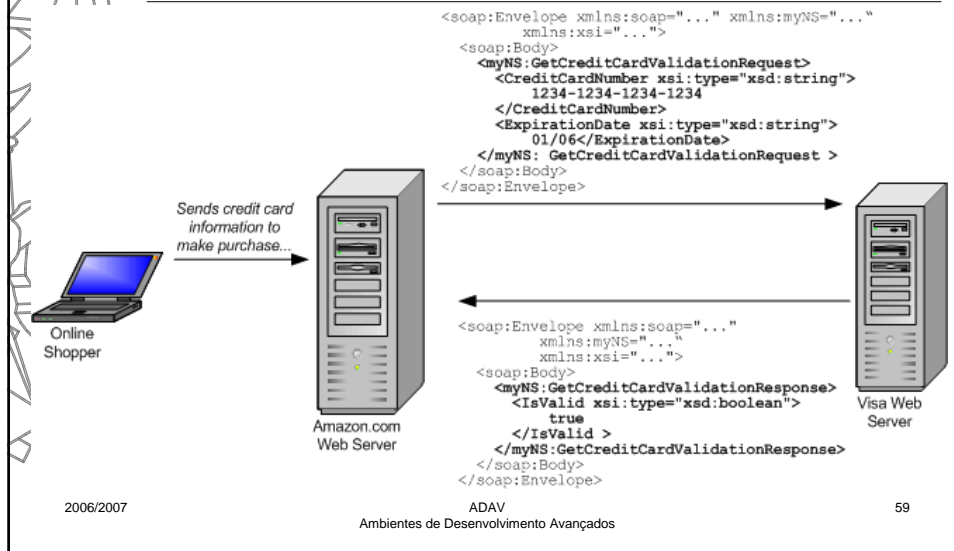 <soap:Envelope xmlns:soap="..." xmlns:myNS="...“
xmlns:xsi="...">
<soap:Body>
<myNS:GetCreditCardValidationRequest>
<CreditCardNumber xsi:type="xsd:string">
1234-1234-1234-1234
</CreditCardNumber>
<ExpirationDate xsi:type="xsd:string">
01/06</ExpirationDate>
</myNS: GetCreditCardValidationRequest >
</soap:Body>
</soap:Envelope>
Sends credit card
information to
make purchase...
Online
Shopper
Amazon.com
Web Server
<soap:Envelope xmlns:soap="..."
xmlns:myNS="...“
xmlns:xsi="...">
<soap:Body>
<myNS:GetCreditCardValidationResponse>
<IsValid xsi:type="xsd:boolean">
true
</IsValid >
</myNS:GetCreditCardValidationResponse>
</soap:Body>
</soap:Envelope>
Visa Web
Server
2006/2007
ADAV
Ambientes de Desenvolvimento Avançados
59